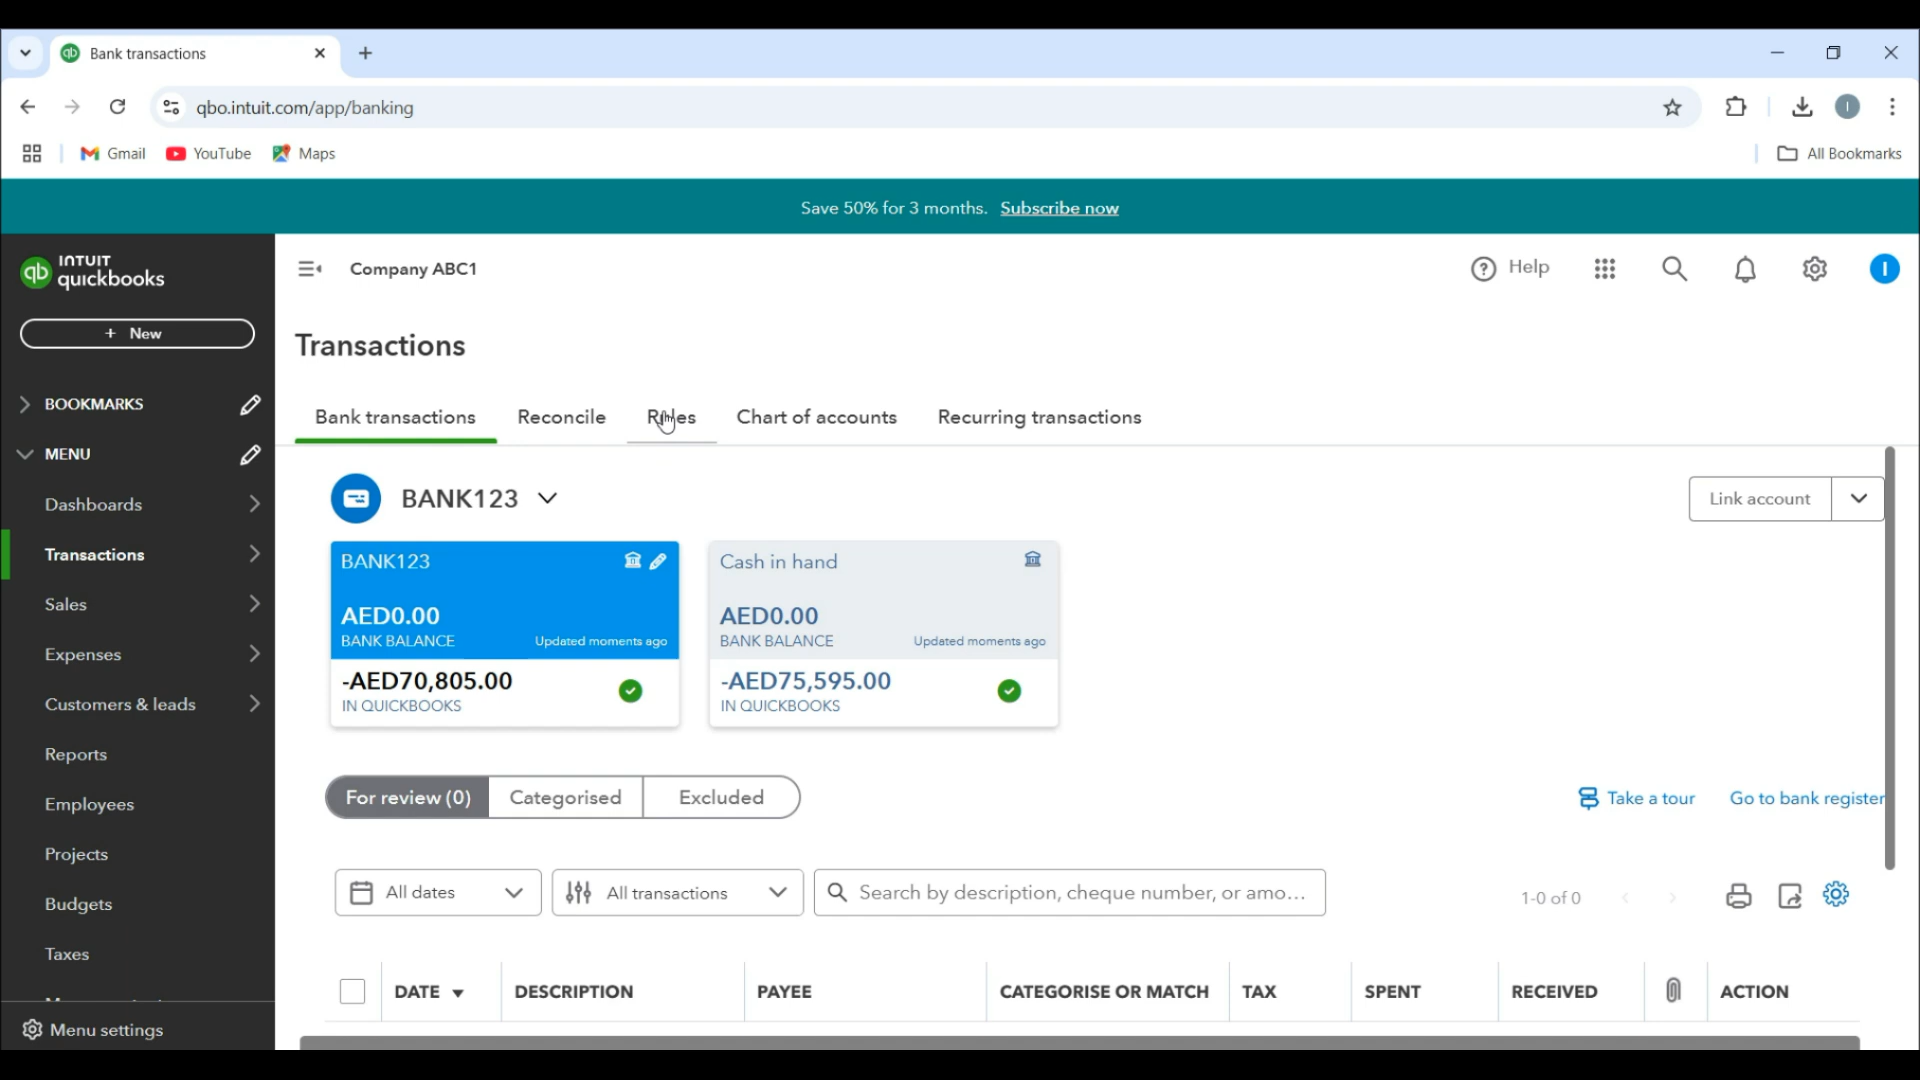 Bank transactions
qbo.intuit.com/app/banking
Gmail YouTube Maps All Bookmarks
Save 50% for 3 months. Subscribe now
INTUIT
quickbooks
Company ABC1
Help
I
+ New
Transactions
BOOKMARKS
Bank transactions Reconcile Rules Chart of accounts Recurring transactions
MENU
Dashboards
BANK123
Link account
Transactions
BANK123
Cash in hand
Sales
AED0.00
AED0.00
BANK BALANCE Updated moments ago
BANK BALANCE Updated moments ago
Expenses
-AED70,805.00
-AED75,595.00
IN QUICKBOOKS
IN QUICKBOOKS
Customers & leads
Reports
For review (0) Categorised Excluded
Take a tour Go to bank register
Employees
Projects
All dates All transactions Search by description, cheque number, or amo... 1-0 of 0
Budgets
Taxes
DATE DESCRIPTION PAYEE CATEGORISE OR MATCH TAX SPENT RECEIVED ACTION
Menu settings